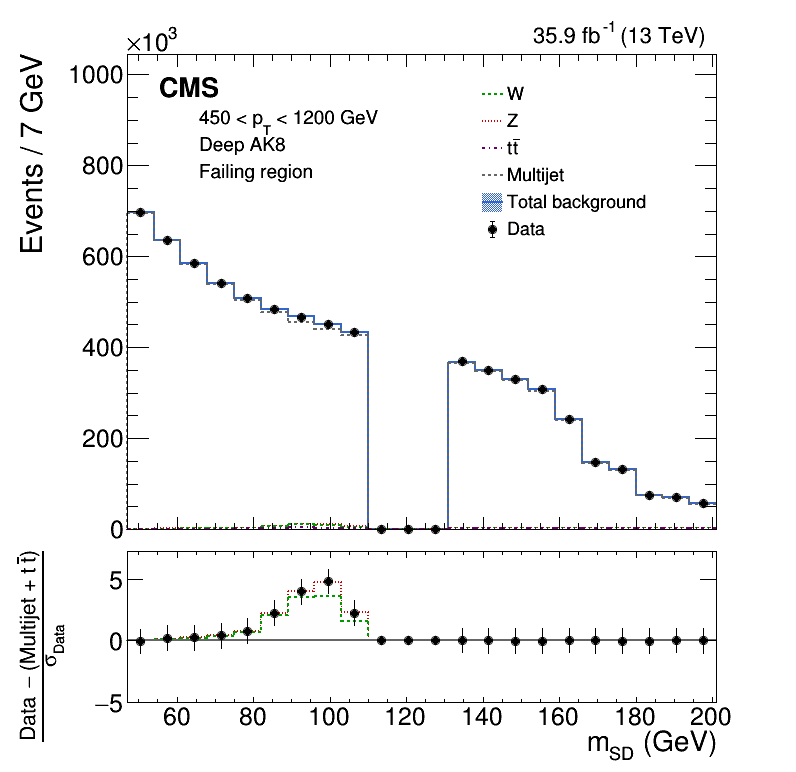 ×10³
35.9 fb⁻¹ (13 TeV)
Events / 7 GeV
1000
800
600
400
200
0
CMS
450 < p_T < 1200 GeV
Deep AK8
Failing region
W
Z
tt̄
Multijet
Total background
Data
Data − (Multijet + tt̄)
σ_Data
5
0
−5
60 80 100 120 140 160 180 200
m_SD (GeV)